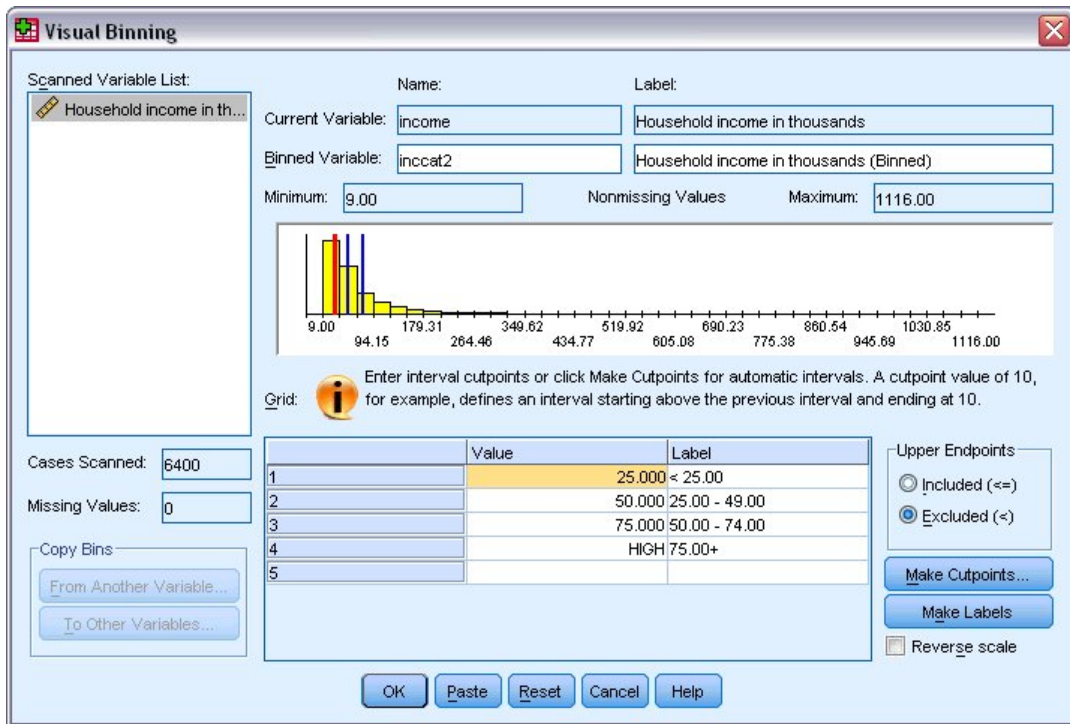 Visual Binning
Scanned Variable List:
Household income in th...
Name:
Label:
Current Variable:
income
Household income in thousands
Binned Variable:
inccat2
Household income in thousands (Binned)
Minimum:
9.00
Nonmissing Values
Maximum:
1116.00
9.00 179.31 349.62 519.92 690.23 860.54 1030.85
94.15 264.46 434.77 605.08 775.38 945.69 1116.00
Grid:
i
Enter interval cutpoints or click Make Cutpoints for automatic intervals. A cutpoint value of 10,
for example, defines an interval starting above the previous interval and ending at 10.
Cases Scanned:
6400
Missing Values:
0
Copy Bins
From Another Variable...
To Other Variables...
Value Label
1 25.000 < 25.00
2 50.000 25.00 - 49.00
3 75.000 50.00 - 74.00
4 HIGH 75.00+
5
Upper Endpoints
Included (<=)
Excluded (<)
Make Cutpoints...
Make Labels
Reverse scale
OK Paste Reset Cancel Help